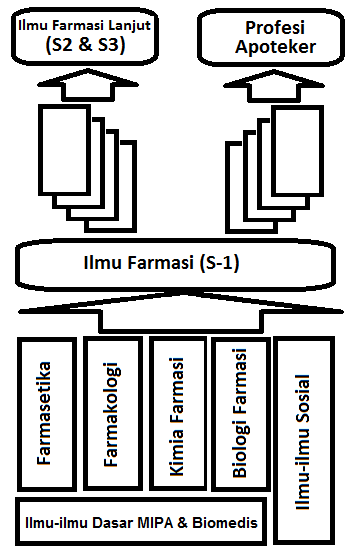 Ilmu Farmasi Lanjut
(S2 & S3)
Profesi
Apoteker
Ilmu Farmasi (S-1)
Farmasetika
Farmakologi
Kimia Farmasi
Biologi Farmasi
Ilmu-ilmu Sosial
Ilmu-ilmu Dasar MIPA & Biomedis